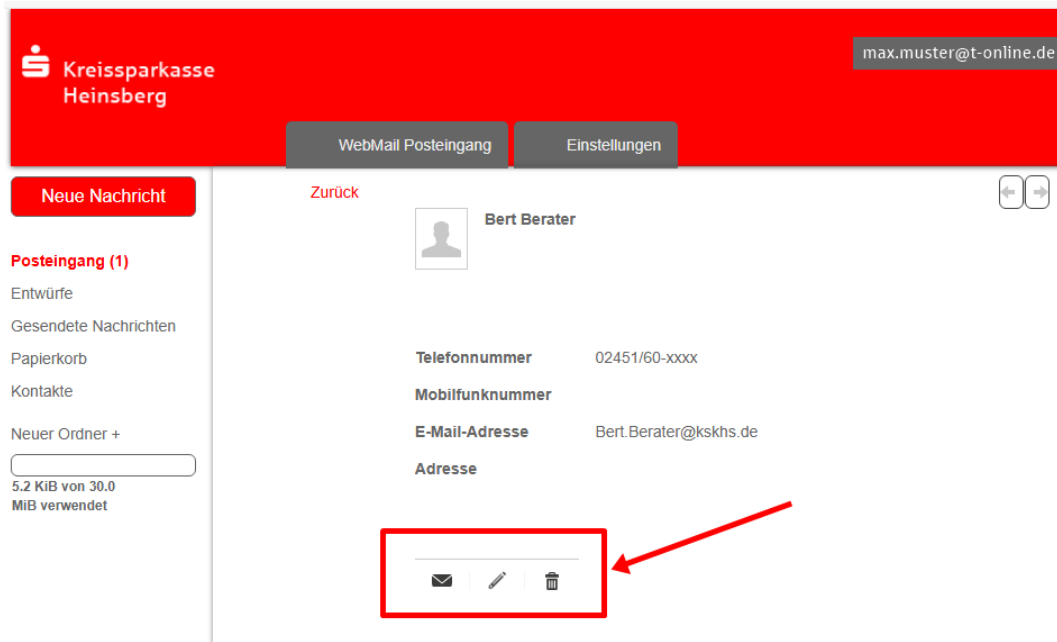 Kreissparkasse
Heinsberg
max.muster@t-online.de
WebMail Posteingang
Einstellungen
Neue Nachricht
Posteingang (1)
Entwürfe
Gesendete Nachrichten
Papierkorb
Kontakte
Neuer Ordner +
5.2 KiB von 30.0
MiB verwendet
Zurück
Bert Berater
Telefonnummer 02451/60-xxxx
Mobilfunknummer
E-Mail-Adresse Bert.Berater@kskhs.de
Adresse